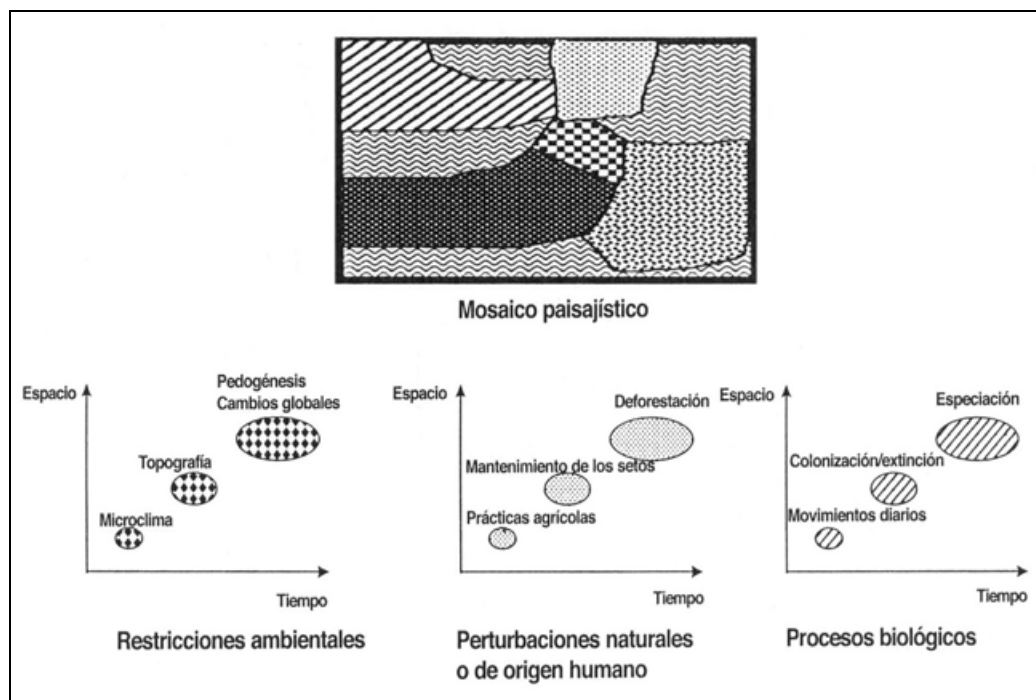 Mosaico paisajístico
Espacio
Pedogénesis
Cambios globales
Topografía
Microclima
Tiempo
Restricciones ambientales
Espacio
Deforestación
Mantenimiento de los setos
Prácticas agrícolas
Tiempo
Perturbaciones naturales
o de origen humano
Espacio
Especiación
Colonización/extinción
Movimientos diarios
Tiempo
Procesos biológicos